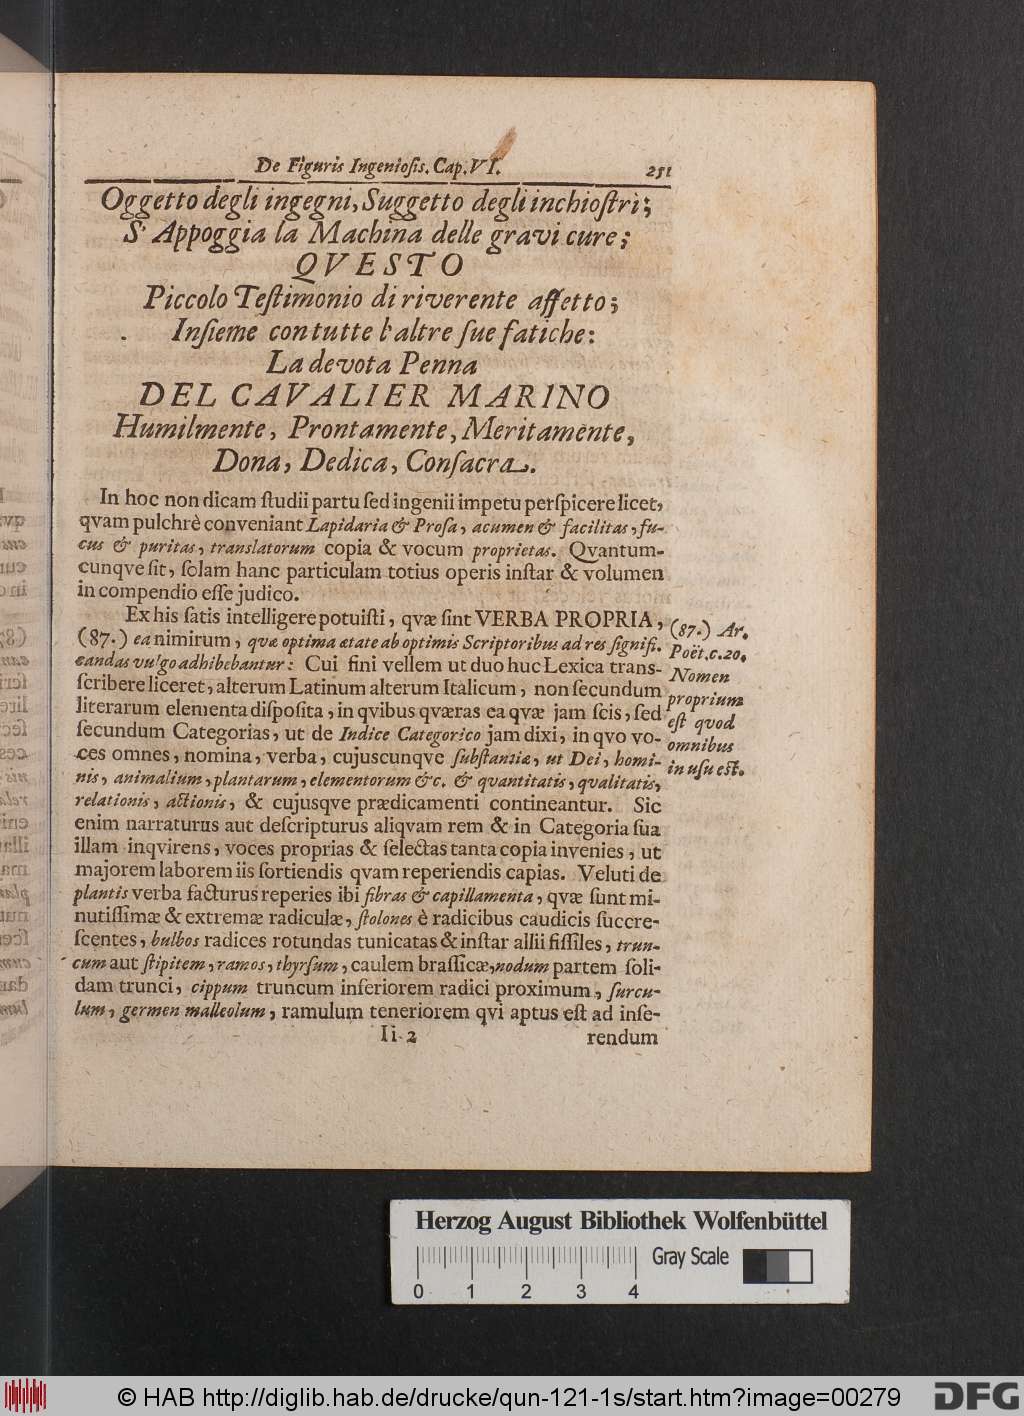 De Figuris Ingeniosis. Cap. VI. 251
Oggetto degli ingegni, Suggetto degli inchioſtri;
S' Appoggia la Machina delle gravi cure;
QVESTO
Piccolo Teſtimonio di riverente affetto;
Inſieme con tutte l'altre ſue fatiche:
La devota Penna
DEL CAVALIER MARINO
Humilmente, Prontamente, Meritamente,
Dona, Dedica, Conſacra.
In hoc non dicam ſtudii partu ſed ingenii impetu perſpicere licet,
qvam pulchrè conveniant Lapidaria & Proſa, acumen & facilitas, fu-
cus & puritas, translatorum copia & vocum proprietas. Qvantum-
cunqve ſit, ſolam hanc particulam totius operis inſtar & volumen
in compendio eſſe judico.
Ex his ſatis intelligere potuiſti, qvæ ſint VERBA PROPRIA,
(87.) ea nimirum, quæ optima ætate ab optimis Scriptoribus ad res ſignifi-
candas vulgo adhibebantur: Cui fini vellem ut duo huc Lexica trans-
ſcribere liceret, alterum Latinum alterum Italicum, non ſecundum
literarum elementa diſpoſita, in qvibus qværas ea qvæ jam ſcis, ſed
ſecundum Categorias, ut de Indice Categorico jam dixi, in qvo vo-
ces omnes, nomina, verba, cujuscunqve ſubſtantiæ, ut Dei, homi-
nis, animalium, plantarum, elementorum &c. & qvantitatis, qvalitatis,
relationis, actionis, & cujusqve prædicamenti contineantur. Sic
enim narraturus aut deſcripturus aliqvam rem & in Categoria ſua
illam inqvirens, voces proprias & ſelectas tanta copia invenies, ut
majorem laborem iis ſortiendis qvam reperiendis capias. Veluti de
plantis verba facturus reperies ibi fibras & capillamenta, qvæ ſunt mi-
nutiſſimæ & extremæ radiculæ, ſtolones è radicibus caudicis ſuccre-
ſcentes, bulbos radices rotundas tunicatas & inſtar allii fiſſiles, trun-
cum aut ſtipitem, ramos, thyrſum, caulem braſſicæ, nodum partem ſoli-
dam trunci, cippum truncum inferiorem radici proximum, ſurcu-
lum, germen malleolum, ramulum teneriorem qvi aptus eſt ad inſe-
Ii 2 rendum
(87.) Ar.
Poët. c. 20.
Nomen
proprium
eſt quod
omnibus
in uſu eſt.
Herzog August Bibliothek Wolfenbüttel
Gray Scale
0 1 2 3 4
© HAB http://diglib.hab.de/drucke/qun-121-1s/start.htm?image=00279
DFG